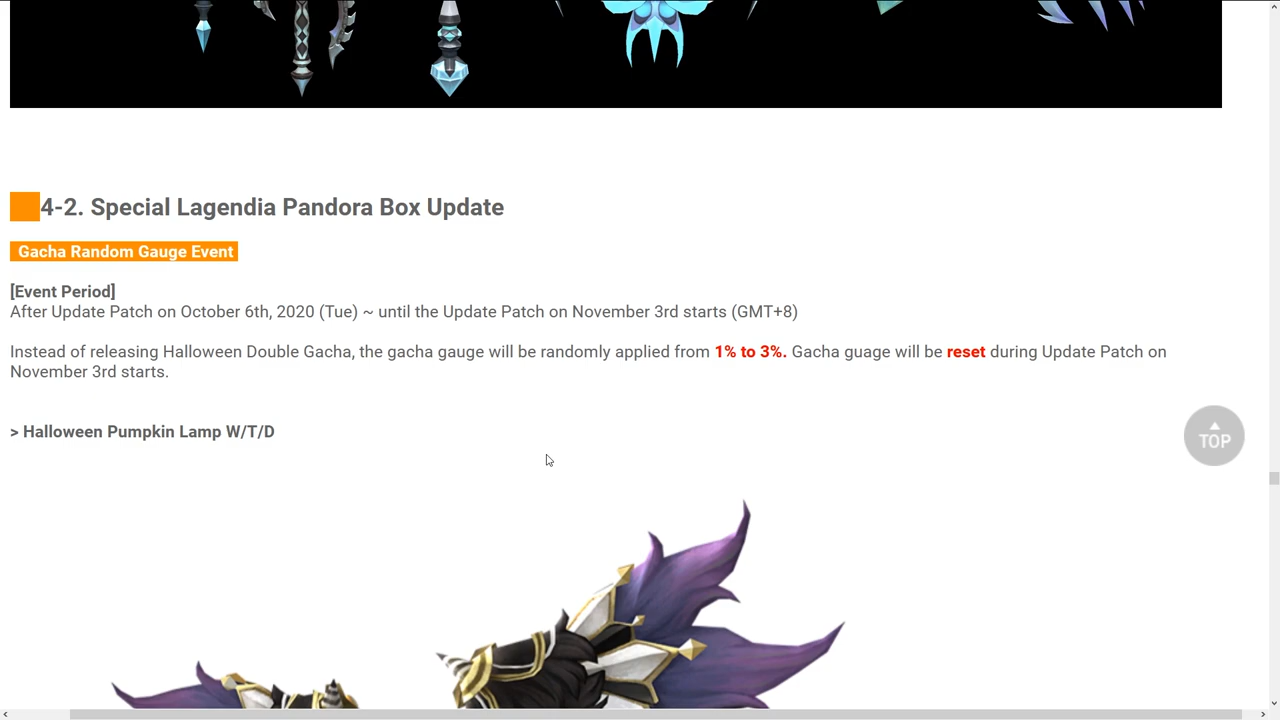 4-2. Special Lagendia Pandora Box Update
Gacha Random Gauge Event
[Event Period]
After Update Patch on October 6th, 2020 (Tue) ~ until the Update Patch on November 3rd starts (GMT+8)
Instead of releasing Halloween Double Gacha, the gacha gauge will be randomly applied from 1% to 3%. Gacha guage will be reset during Update Patch on
November 3rd starts.
> Halloween Pumpkin Lamp W/T/D
TOP